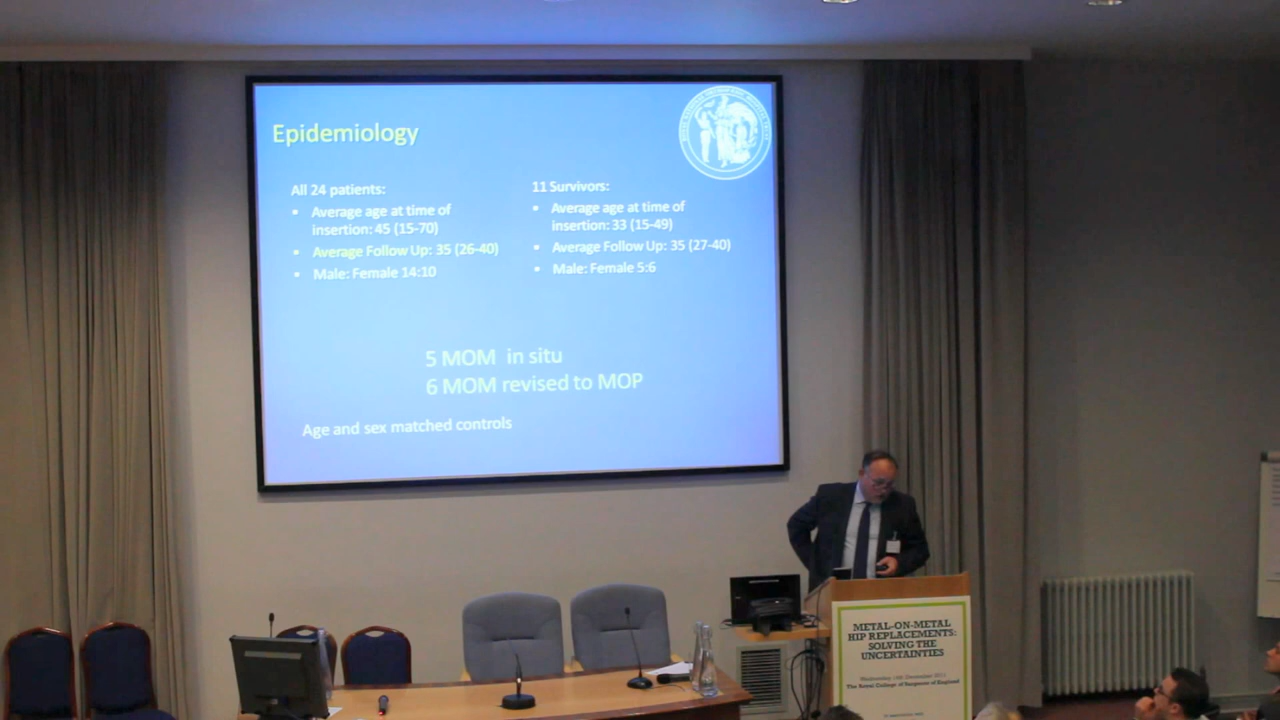 Epidemiology
All 24 patients:
▪ Average age at time of
insertion: 45 (15-70)
▪ Average Follow Up: 35 (26-40)
▪ Male: Female 14:10
11 Survivors:
▪ Average age at time of
insertion: 33 (15-49)
▪ Average Follow Up: 35 (27-40)
▪ Male: Female 5:6
5 MOM in situ
6 MOM revised to MOP
Age and sex matched controls
METAL-ON-METAL
HIP REPLACEMENTS:
SOLVING THE
UNCERTAINTIES
The Royal College of Surgeons of England